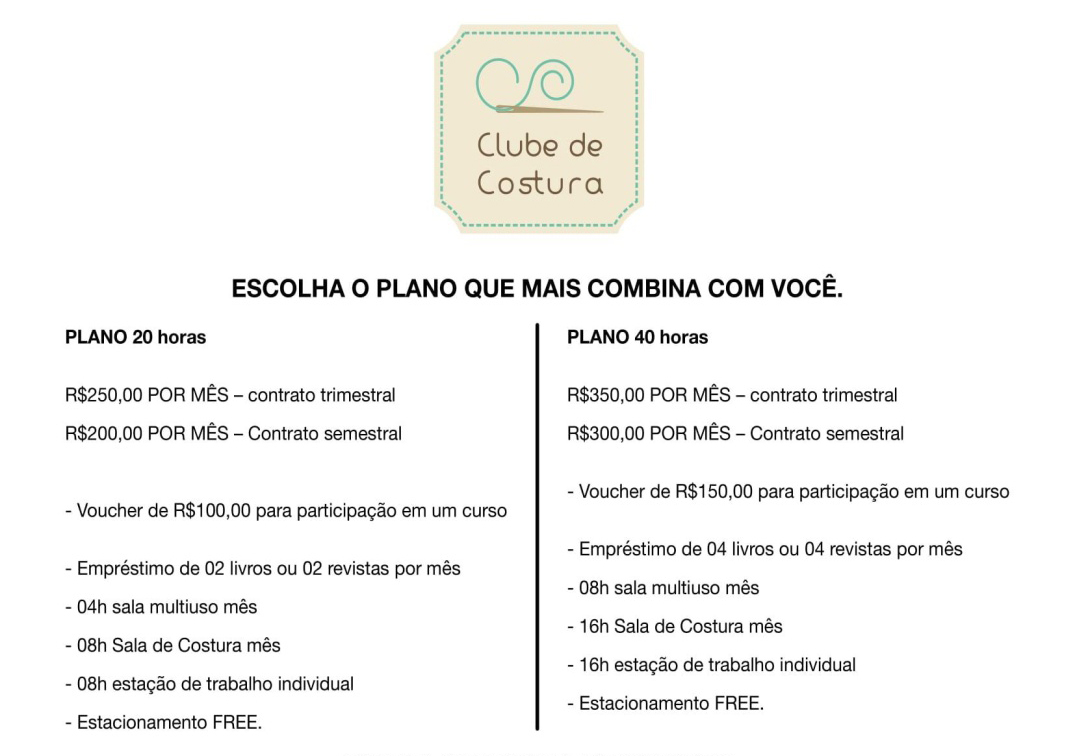 Clube de
Costura
ESCOLHA O PLANO QUE MAIS COMBINA COM VOCÊ.
PLANO 20 horas
R$250,00 POR MÊS – contrato trimestral
R$200,00 POR MÊS – Contrato semestral
- Voucher de R$100,00 para participação em um curso
- Empréstimo de 02 livros ou 02 revistas por mês
- 04h sala multiuso mês
- 08h Sala de Costura mês
- 08h estação de trabalho individual
- Estacionamento FREE.
PLANO 40 horas
R$350,00 POR MÊS – contrato trimestral
R$300,00 POR MÊS – Contrato semestral
- Voucher de R$150,00 para participação em um curso
- Empréstimo de 04 livros ou 04 revistas por mês
- 08h sala multiuso mês
- 16h Sala de Costura mês
- 16h estação de trabalho individual
- Estacionamento FREE.